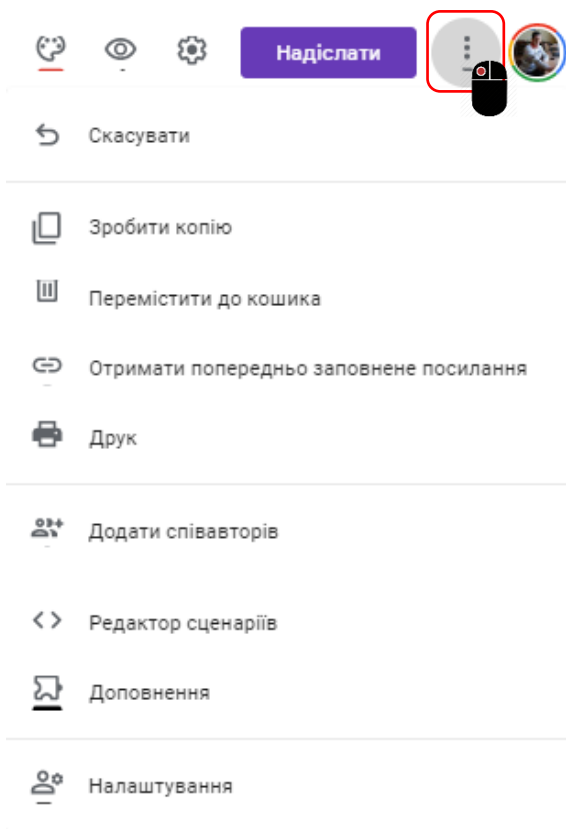 Надіслати
Скасувати
Зробити копію
Перемістити до кошика
Отримати попередньо заповнене посилання
Друк
Додати співавторів
Редактор сценаріїв
Доповнення
Налаштування